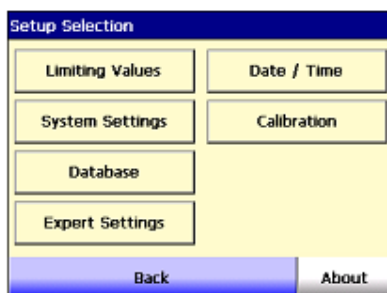 Setup Selection
Limiting Values
Date / Time
System Settings
Calibration
Database
Expert Settings
Back
About